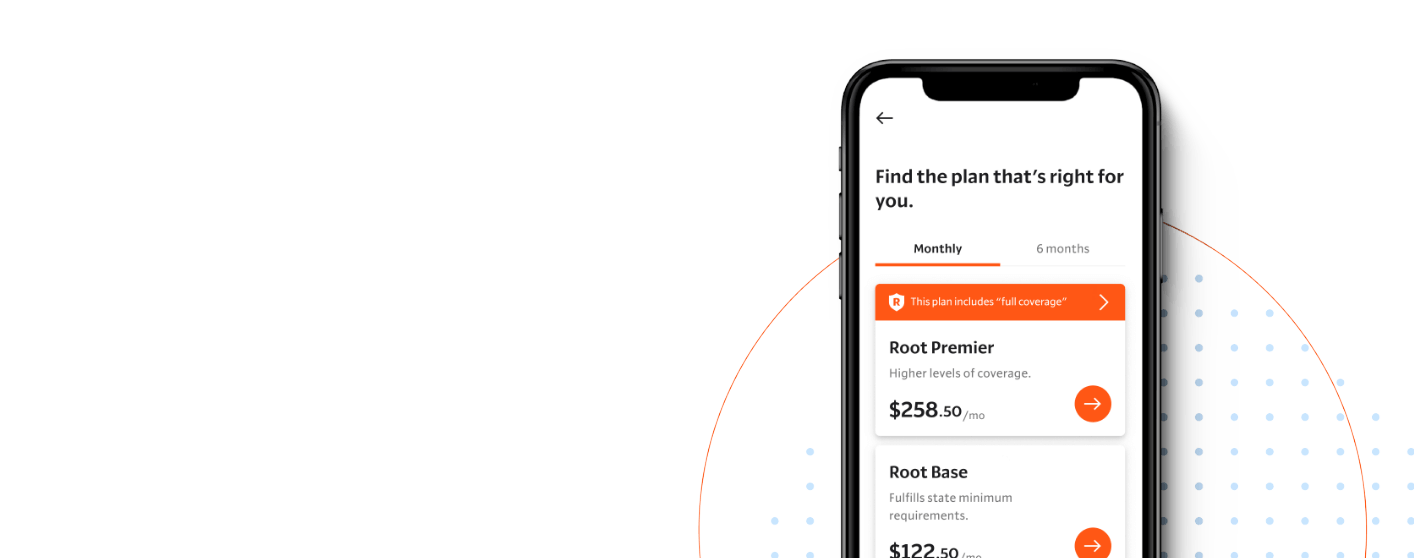 Find the plan that's right for
you.
Monthly 6 months
R This plan includes “full coverage”
Root Premier
Higher levels of coverage.
$258.50/mo
Root Base
Fulfills state minimum
requirements.
$122.50/mo